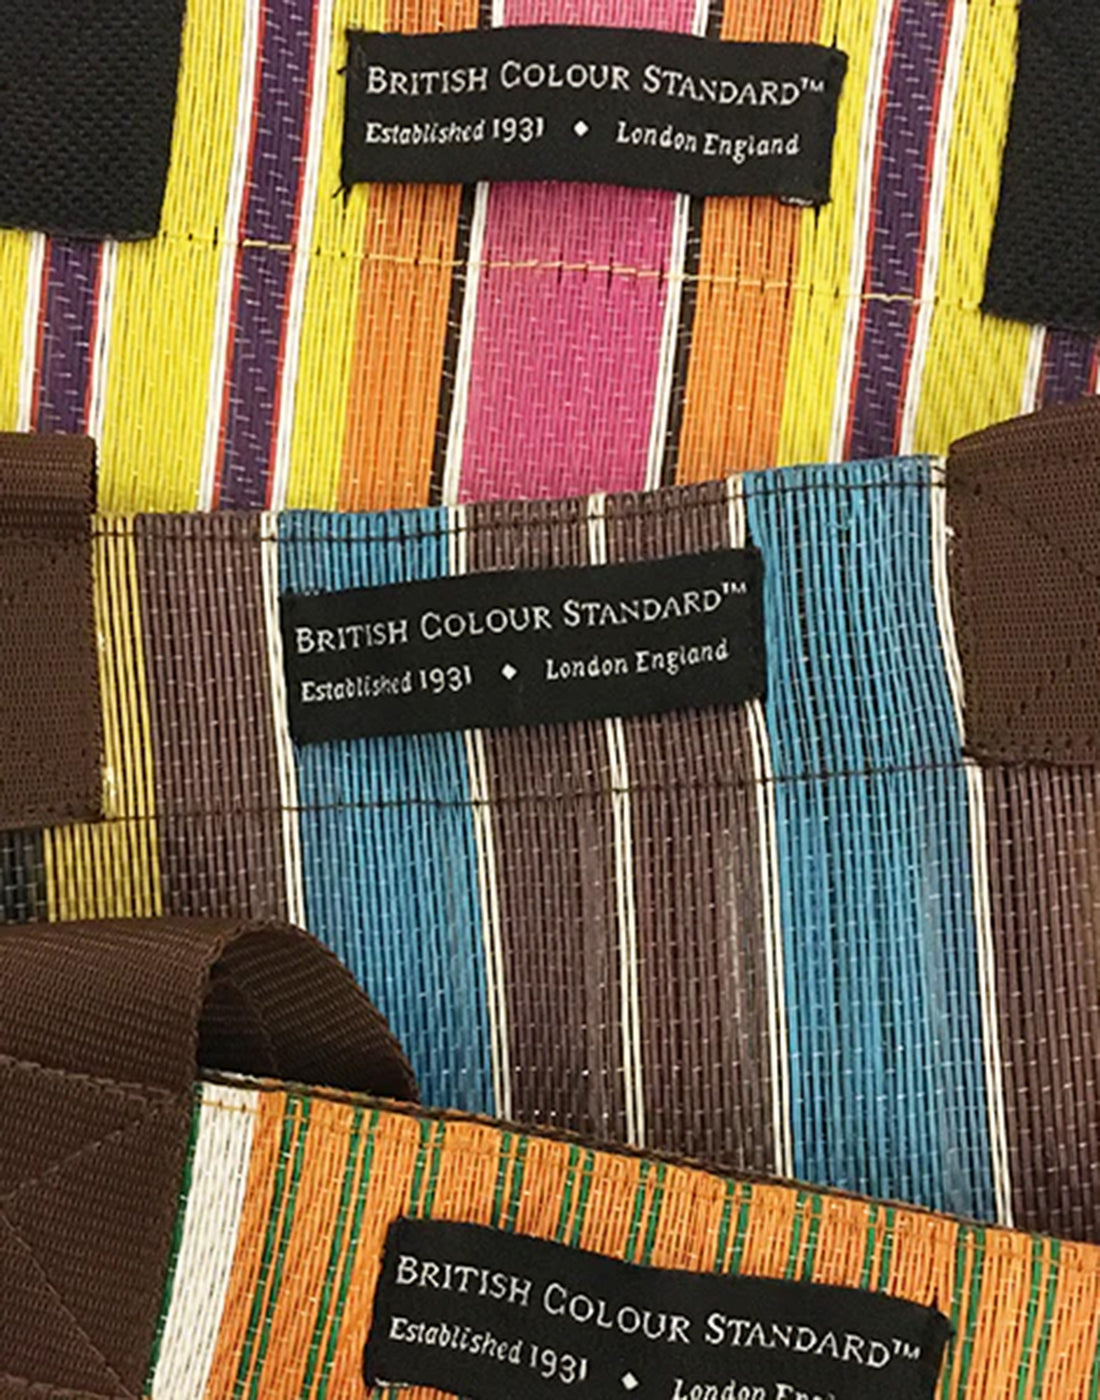 BRITISH COLOUR STANDARD™
Established 1931 ◆ London England
BRITISH COLOUR STANDARD™
Established 1931 ◆ London England
BRITISH COLOUR STANDARD™
Established 1931 ◆ London